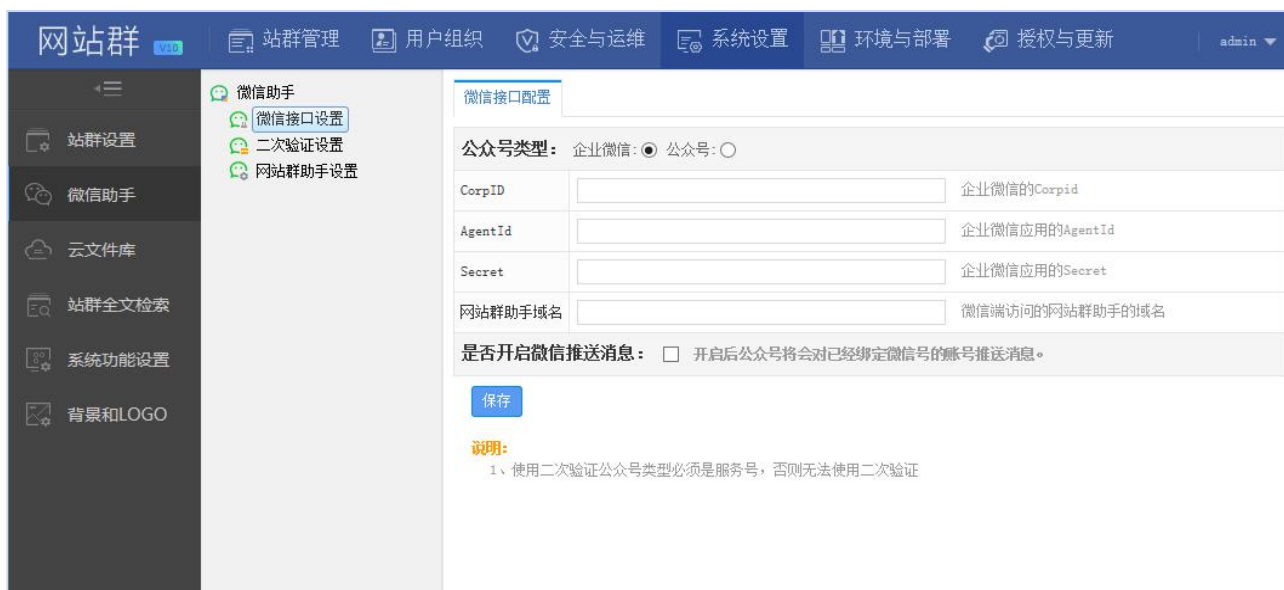 网站群 V10 站群管理 用户组织 安全与运维 系统设置 环境与部署 授权与更新 admin
站群设置
微信助手
云文件库
站群全文检索
系统功能设置
背景和LOGO
微信助手
微信接口设置
二次验证设置
网站群助手设置
微信接口配置
公众号类型： 企业微信: 公众号:
CorpID 企业微信的Corpid
AgentId 企业微信应用的AgentId
Secret 企业微信应用的Secret
网站群助手域名 微信端访问的网站群助手的域名
是否开启微信推送消息： 开启后公众号将会对已经绑定微信号的账号推送消息。
保存
说明:
1、使用二次验证公众号类型必须是服务号，否则无法使用二次验证